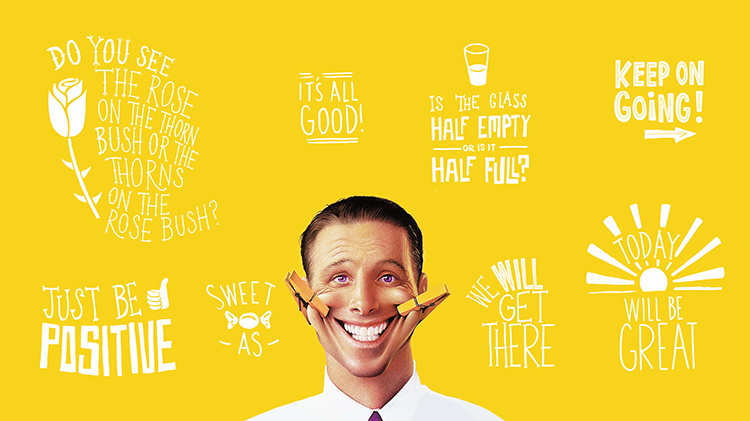 DO YOU SEE
THE ROSE
ON THE THORN
BUSH OR THE
THORNS
ON THE
ROSE BUSH?
IT'S ALL
GOOD!
IS THE GLASS
HALF EMPTY
OR IS IT
HALF FULL?
KEEP ON
GOING!
JUST BE
POSITIVE
SWEET
AS
WE WILL
GET
THERE
TODAY
WILL BE
GREAT